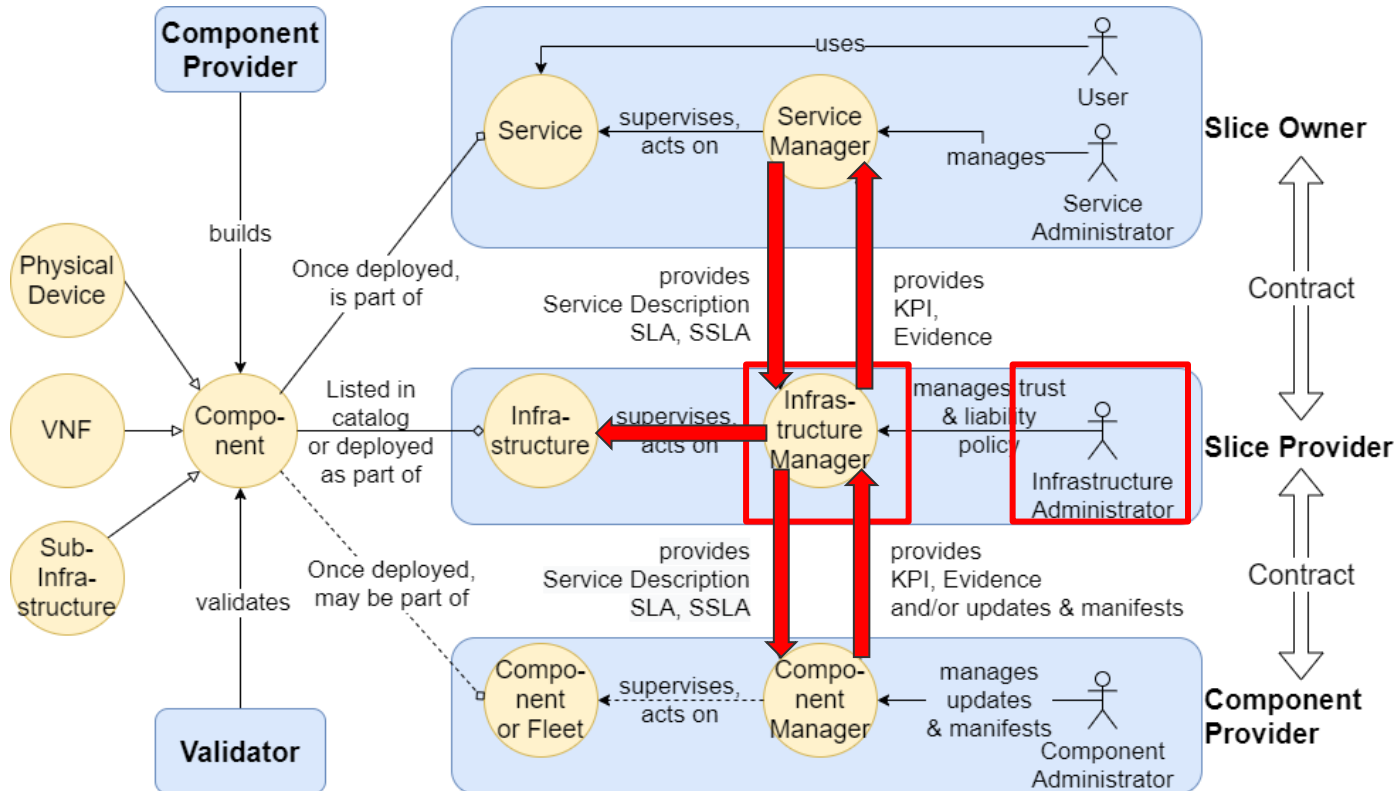 Component
Provider
uses
User
Service
supervises,
acts on
Service
Manager
manages
Service
Administrator
Slice Owner
builds
Physical
Device
Once deployed,
is part of
provides
Service Description
SLA, SSLA
provides
KPI,
Evidence
Contract
VNF
Compo-
nent
Listed in
catalog
or deployed
as part of
Infra-
structure
supervises,
acts on
Infras-
tructure
Manager
manages trust
& liability
policy
Infrastructure
Administrator
Slice Provider
Sub-
Infra-
structure
validates
Once deployed,
may be part of
provides
Service Description
SLA, SSLA
provides
KPI, Evidence
and/or updates & manifests
Contract
Validator
Compo-
nent
or Fleet
supervises,
acts on
Compo-
nent
Manager
manages
updates
& manifests
Component
Administrator
Component
Provider